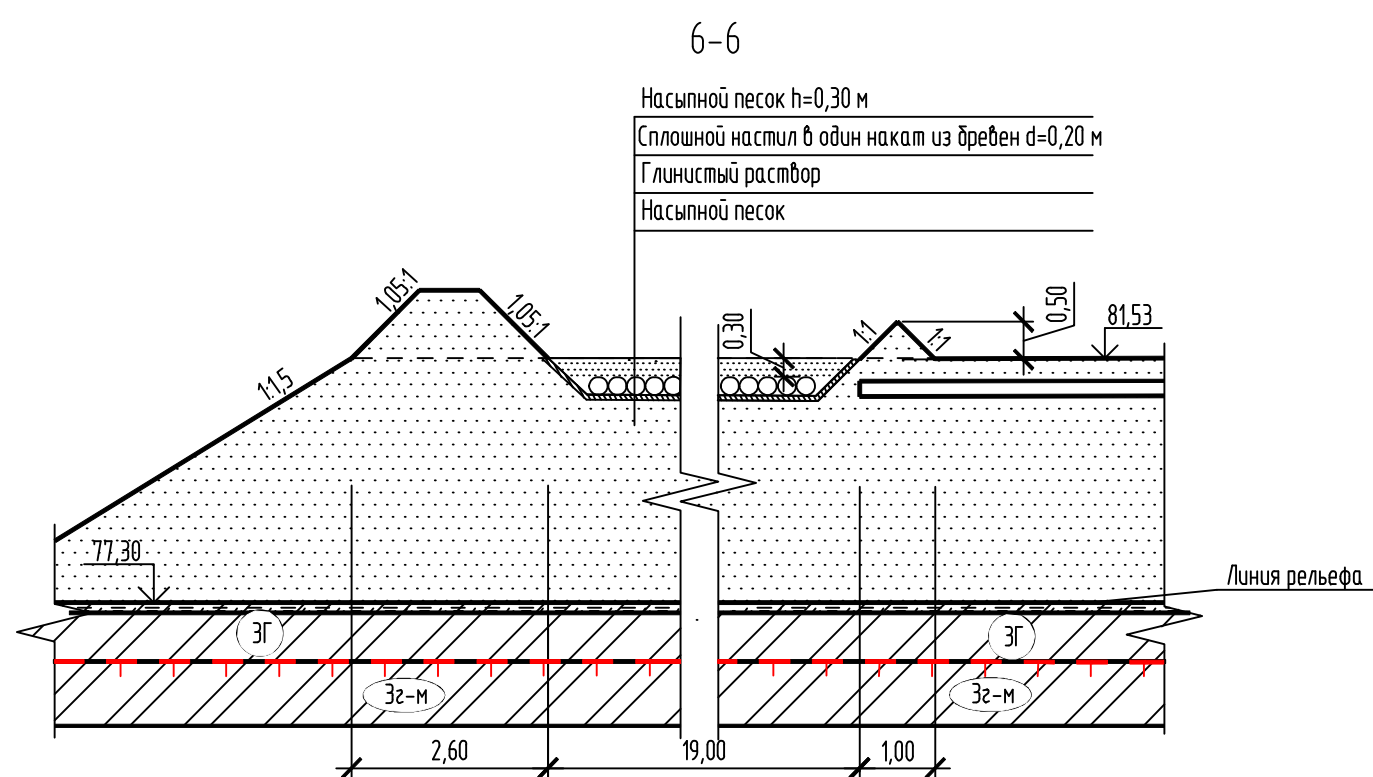 6-6
Насыпной песок h=0,30 м
Сплошной настил в один накат из бревен d=0,20 м
Глинистый раствор
Насыпной песок
1,05:1
1,05:1
0,30
1:1
1:1
0,50
81,53
1:1,5
77,30
Линия рельефа
3Г
3Г
3г-м
3г-м
2,60
19,00
1,00